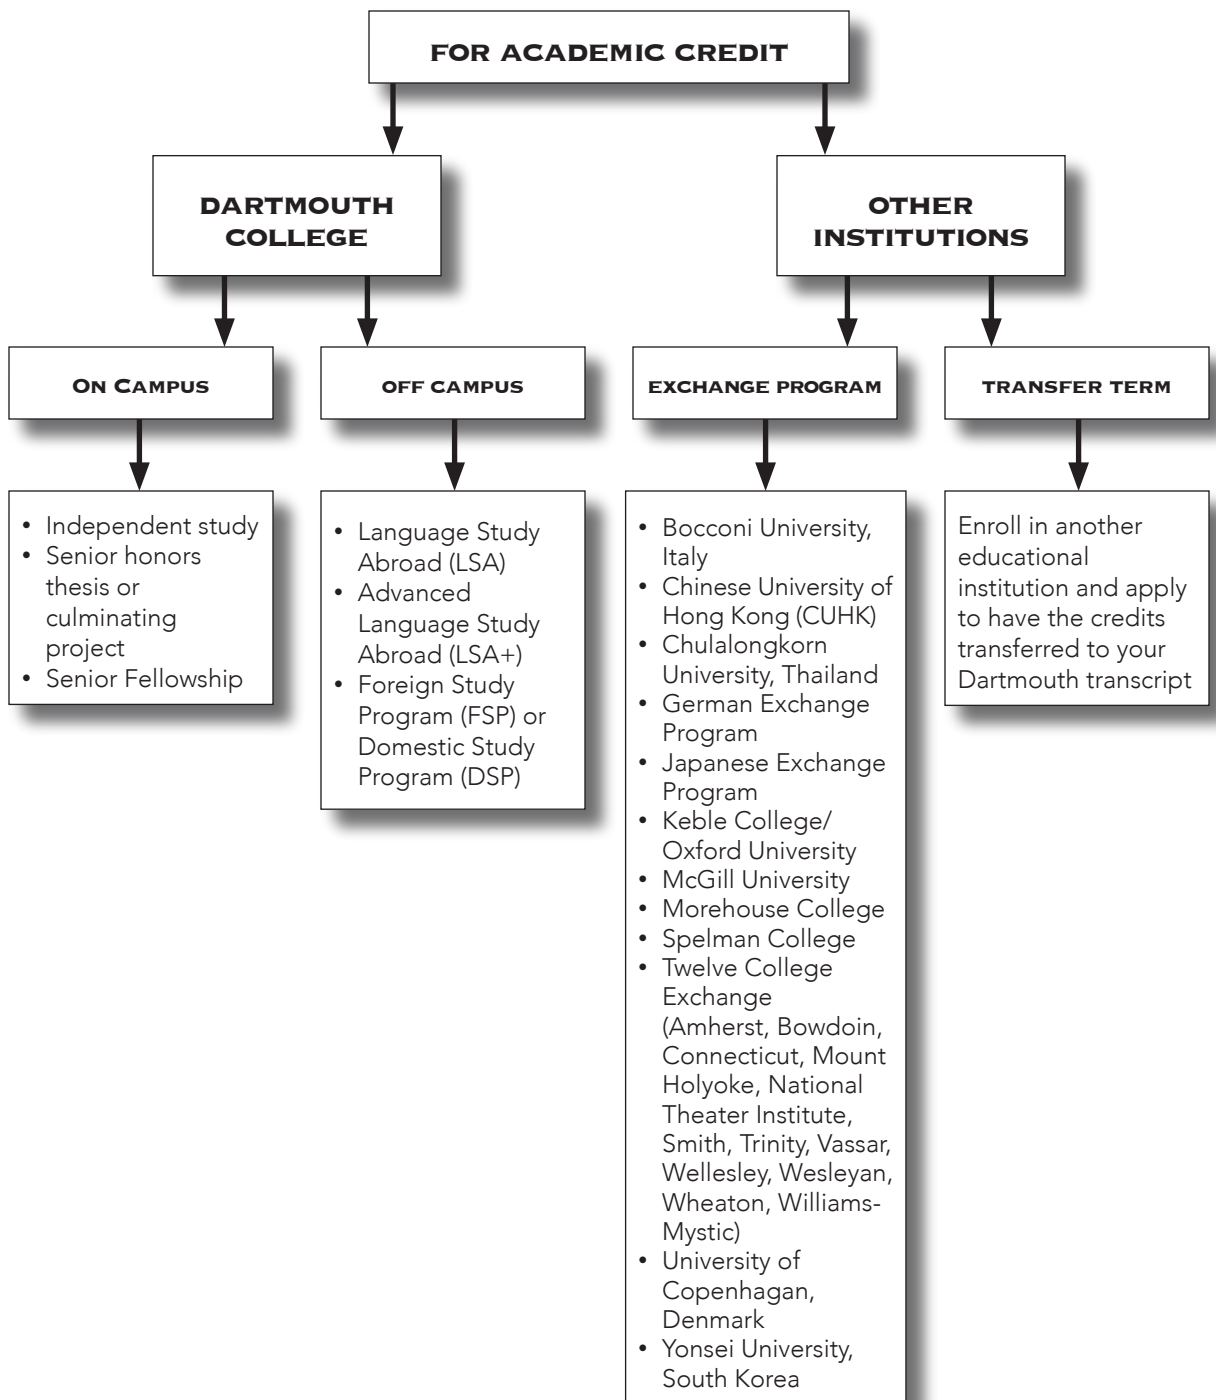 FOR ACADEMIC CREDIT
DARTMOUTH
COLLEGE
OTHER
INSTITUTIONS
ON CAMPUS
OFF CAMPUS
EXCHANGE PROGRAM
TRANSFER TERM
• Independent study
• Senior honors
thesis or
culminating
project
• Senior Fellowship
• Language Study
Abroad (LSA)
• Advanced
Language Study
Abroad (LSA+)
• Foreign Study
Program (FSP) or
Domestic Study
Program (DSP)
• Bocconi University,
Italy
• Chinese University of
Hong Kong (CUHK)
• Chulalongkorn
University, Thailand
• German Exchange
Program
• Japanese Exchange
Program
• Keble College/
Oxford University
• McGill University
• Morehouse College
• Spelman College
• Twelve College
Exchange
(Amherst, Bowdoin,
Connecticut, Mount
Holyoke, National
Theater Institute,
Smith, Trinity, Vassar,
Wellesley, Wesleyan,
Wheaton, Williams-
Mystic)
• University of
Copenhagan,
Denmark
• Yonsei University,
South Korea
Enroll in another
educational
institution and apply
to have the credits
transferred to your
Dartmouth transcript